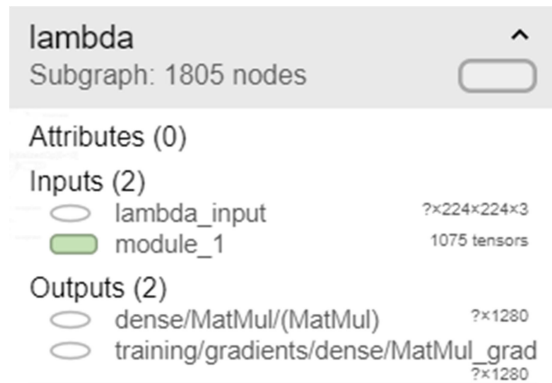 lambda
Subgraph: 1805 nodes
Attributes (0)
Inputs (2)
lambda_input ?×224×224×3
module_1 1075 tensors
Outputs (2)
dense/MatMul/(MatMul) ?×1280
training/gradients/dense/MatMul_grad
?×1280